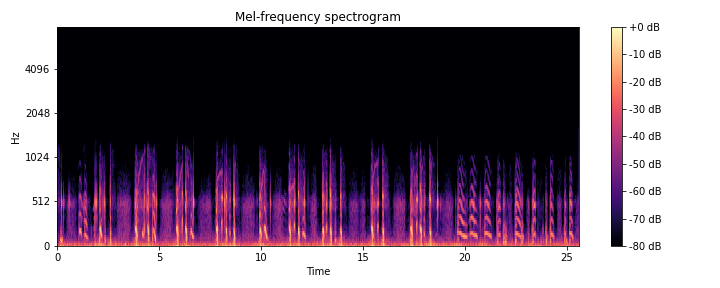 Mel-frequency spectrogram
+0 dB
-10 dB
-20 dB
-30 dB
-40 dB
-50 dB
-60 dB
-70 dB
-80 dB
4096
2048
1024
512
0
Hz
0 5 10 15 20 25
Time